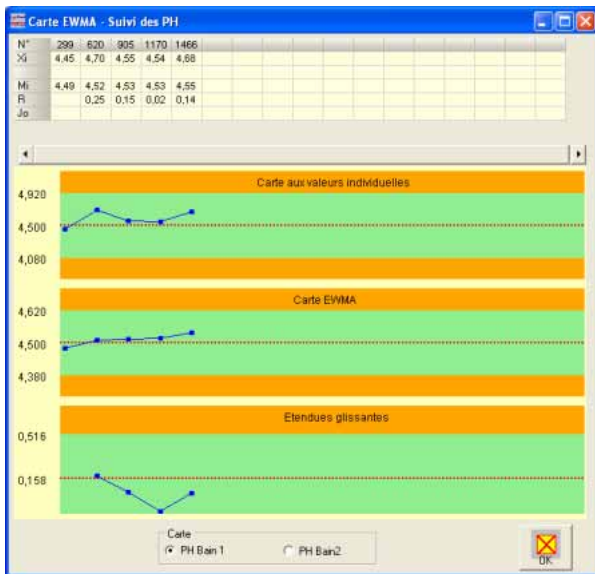 Carte EWMA - Suivi des PH
N° 299 620 905 1170 1466
Xi 4,45 4,70 4,55 4,54 4,68
Mi 4,49 4,52 4,53 4,53 4,55
R 0,25 0,15 0,02 0,14
Jo
Carte aux valeurs individuelles
4,920
4,500
4,080
Carte EWMA
4,620
4,500
4,380
Etendues glissantes
0,516
0,158
Carte
PH Bain 1
PH Bain2
OK